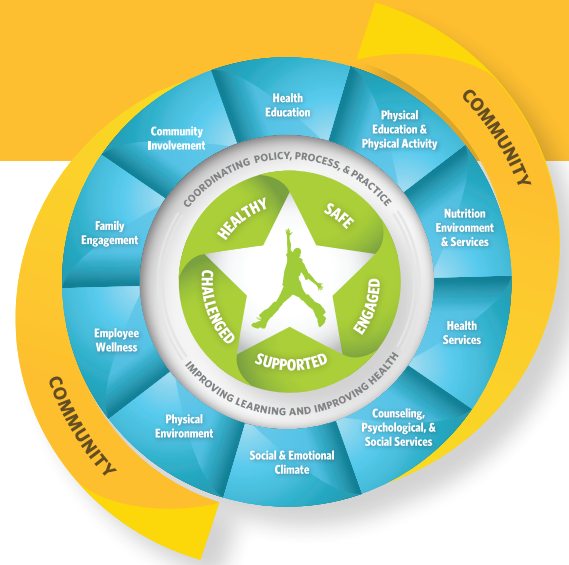 COMMUNITY
Health
Education
Physical
Education &
Physical Activity
Nutrition
Environment
& Services
Health
Services
Counseling,
Psychological, &
Social Services
Social & Emotional
Climate
Physical
Environment
Employee
Wellness
Family
Engagement
Community
Involvement
COORDINATING POLICY, PROCESS, & PRACTICE
HEALTHY
SAFE
ENGAGED
SUPPORTED
CHALLENGED
IMPROVING LEARNING AND IMPROVING HEALTH
COMMUNITY